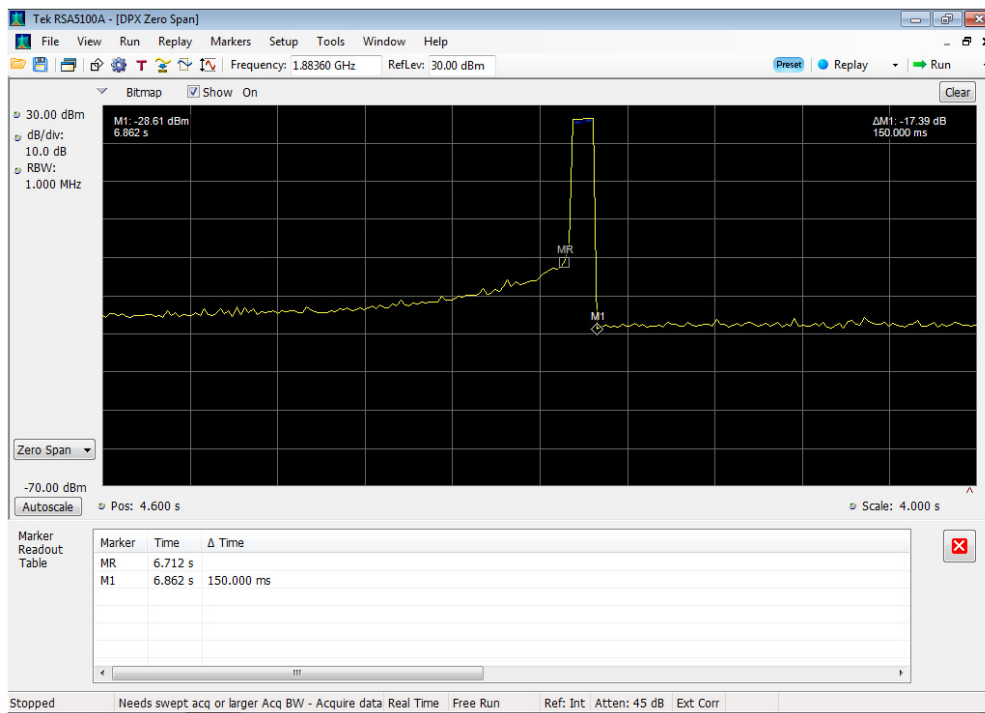 Tek RSA5100A - [DPX Zero Span]
File View Run Replay Markers Setup Tools Window Help
T Frequency: 1.88360 GHz RefLev: 30.00 dBm Preset Replay Run
Bitmap Show On Clear
30.00 dBm
dB/div:
10.0 dB
RBW:
1.000 MHz
M1: -28.61 dBm
6.862 s
ΔM1: -17.39 dB
150.000 ms
MR
M1
Zero Span
-70.00 dBm
Autoscale Pos: 4.600 s Scale: 4.000 s
Marker
Readout
Table
Marker Time Δ Time
MR 6.712 s
M1 6.862 s 150.000 ms
Stopped Needs swept acq or larger Acq BW - Acquire data Real Time Free Run Ref: Int Atten: 45 dB Ext Corr